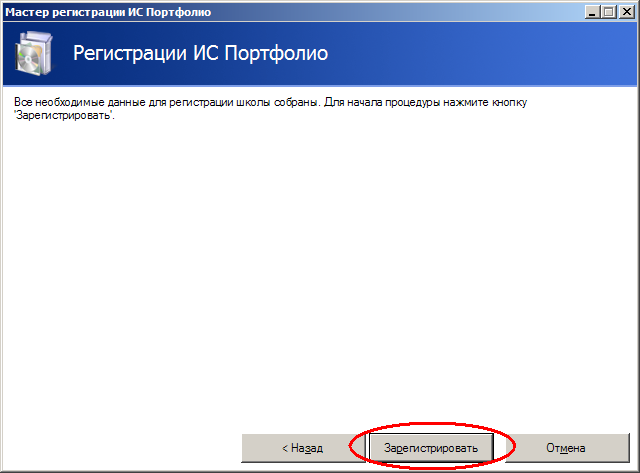 Мастер регистрации ИС Портфолио
Регистрации ИС Портфолио
Все необходимые данные для регистрации школы собраны. Для начала процедуры нажмите кнопку
'Зарегистрировать'.
< Назад
Зарегистрировать
Отмена